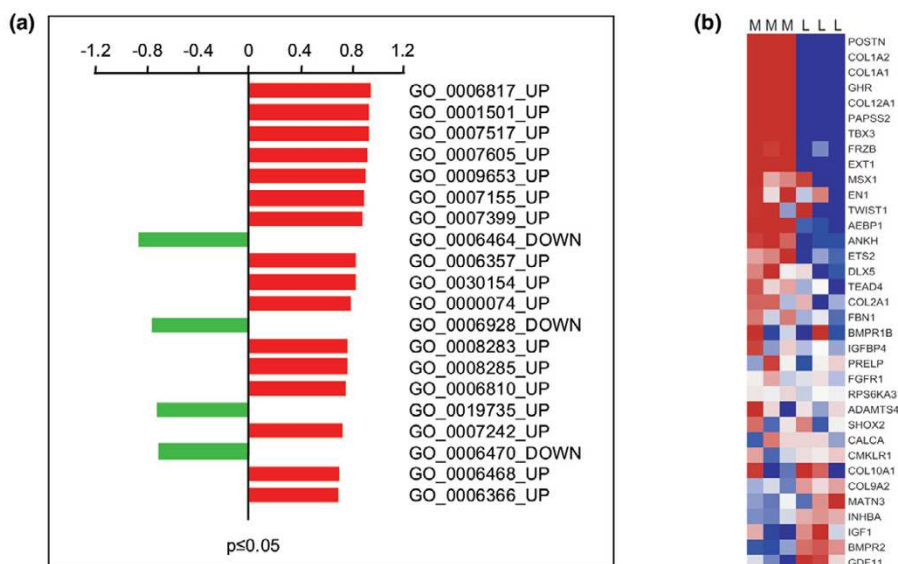 (a)
-1.2 -0.8 -0.4 0 0.4 0.8 1.2
GO_0006817_UP
GO_0001501_UP
GO_0007517_UP
GO_0007605_UP
GO_0009653_UP
GO_0007155_UP
GO_0007399_UP
GO_0006464_DOWN
GO_0006357_UP
GO_0030154_UP
GO_0000074_UP
GO_0006928_DOWN
GO_0008283_UP
GO_0008285_UP
GO_0006810_UP
GO_0019735_UP
GO_0007242_UP
GO_0006470_DOWN
GO_0006468_UP
GO_0006366_UP
p≤0.05
(b)
M M M L L L
POSTN
COL1A2
COL1A1
GHR
COL12A1
PAPSS2
TBX3
FRZB
EXT1
MSX1
EN1
TWIST1
AEBP1
ANKH
ETS2
DLX5
TEAD4
COL2A1
FBN1
BMPR1B
IGFBP4
PRELP
FGFR1
RPS6KA3
ADAMTS4
SHOX2
CALCA
CMKLR1
COL10A1
COL9A2
MATN3
INHBA
IGF1
BMPR2
GDF11